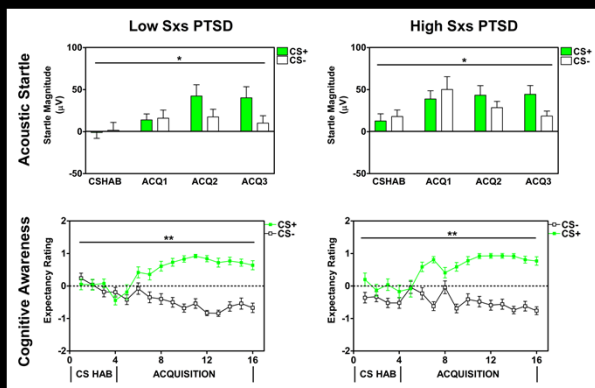 Low Sxs PTSD
High Sxs PTSD
Acoustic Startle
Startle Magnitude
(µV)
100
50
0
-50
*
CS+
CS-
CSHAB ACQ1 ACQ2 ACQ3
Startle Magnitude
(µV)
100
50
0
-50
*
CS+
CS-
CSHAB ACQ1 ACQ2 ACQ3
Cognitive Awareness
Expectancy Rating
2
1
0
-1
-2
**
CS+
CS-
0 4 8 12 16
CS HAB ACQUISITION
Expectancy Rating
2
1
0
-1
-2
**
CS-
CS+
0 4 8 12 16
CS HAB ACQUISITION